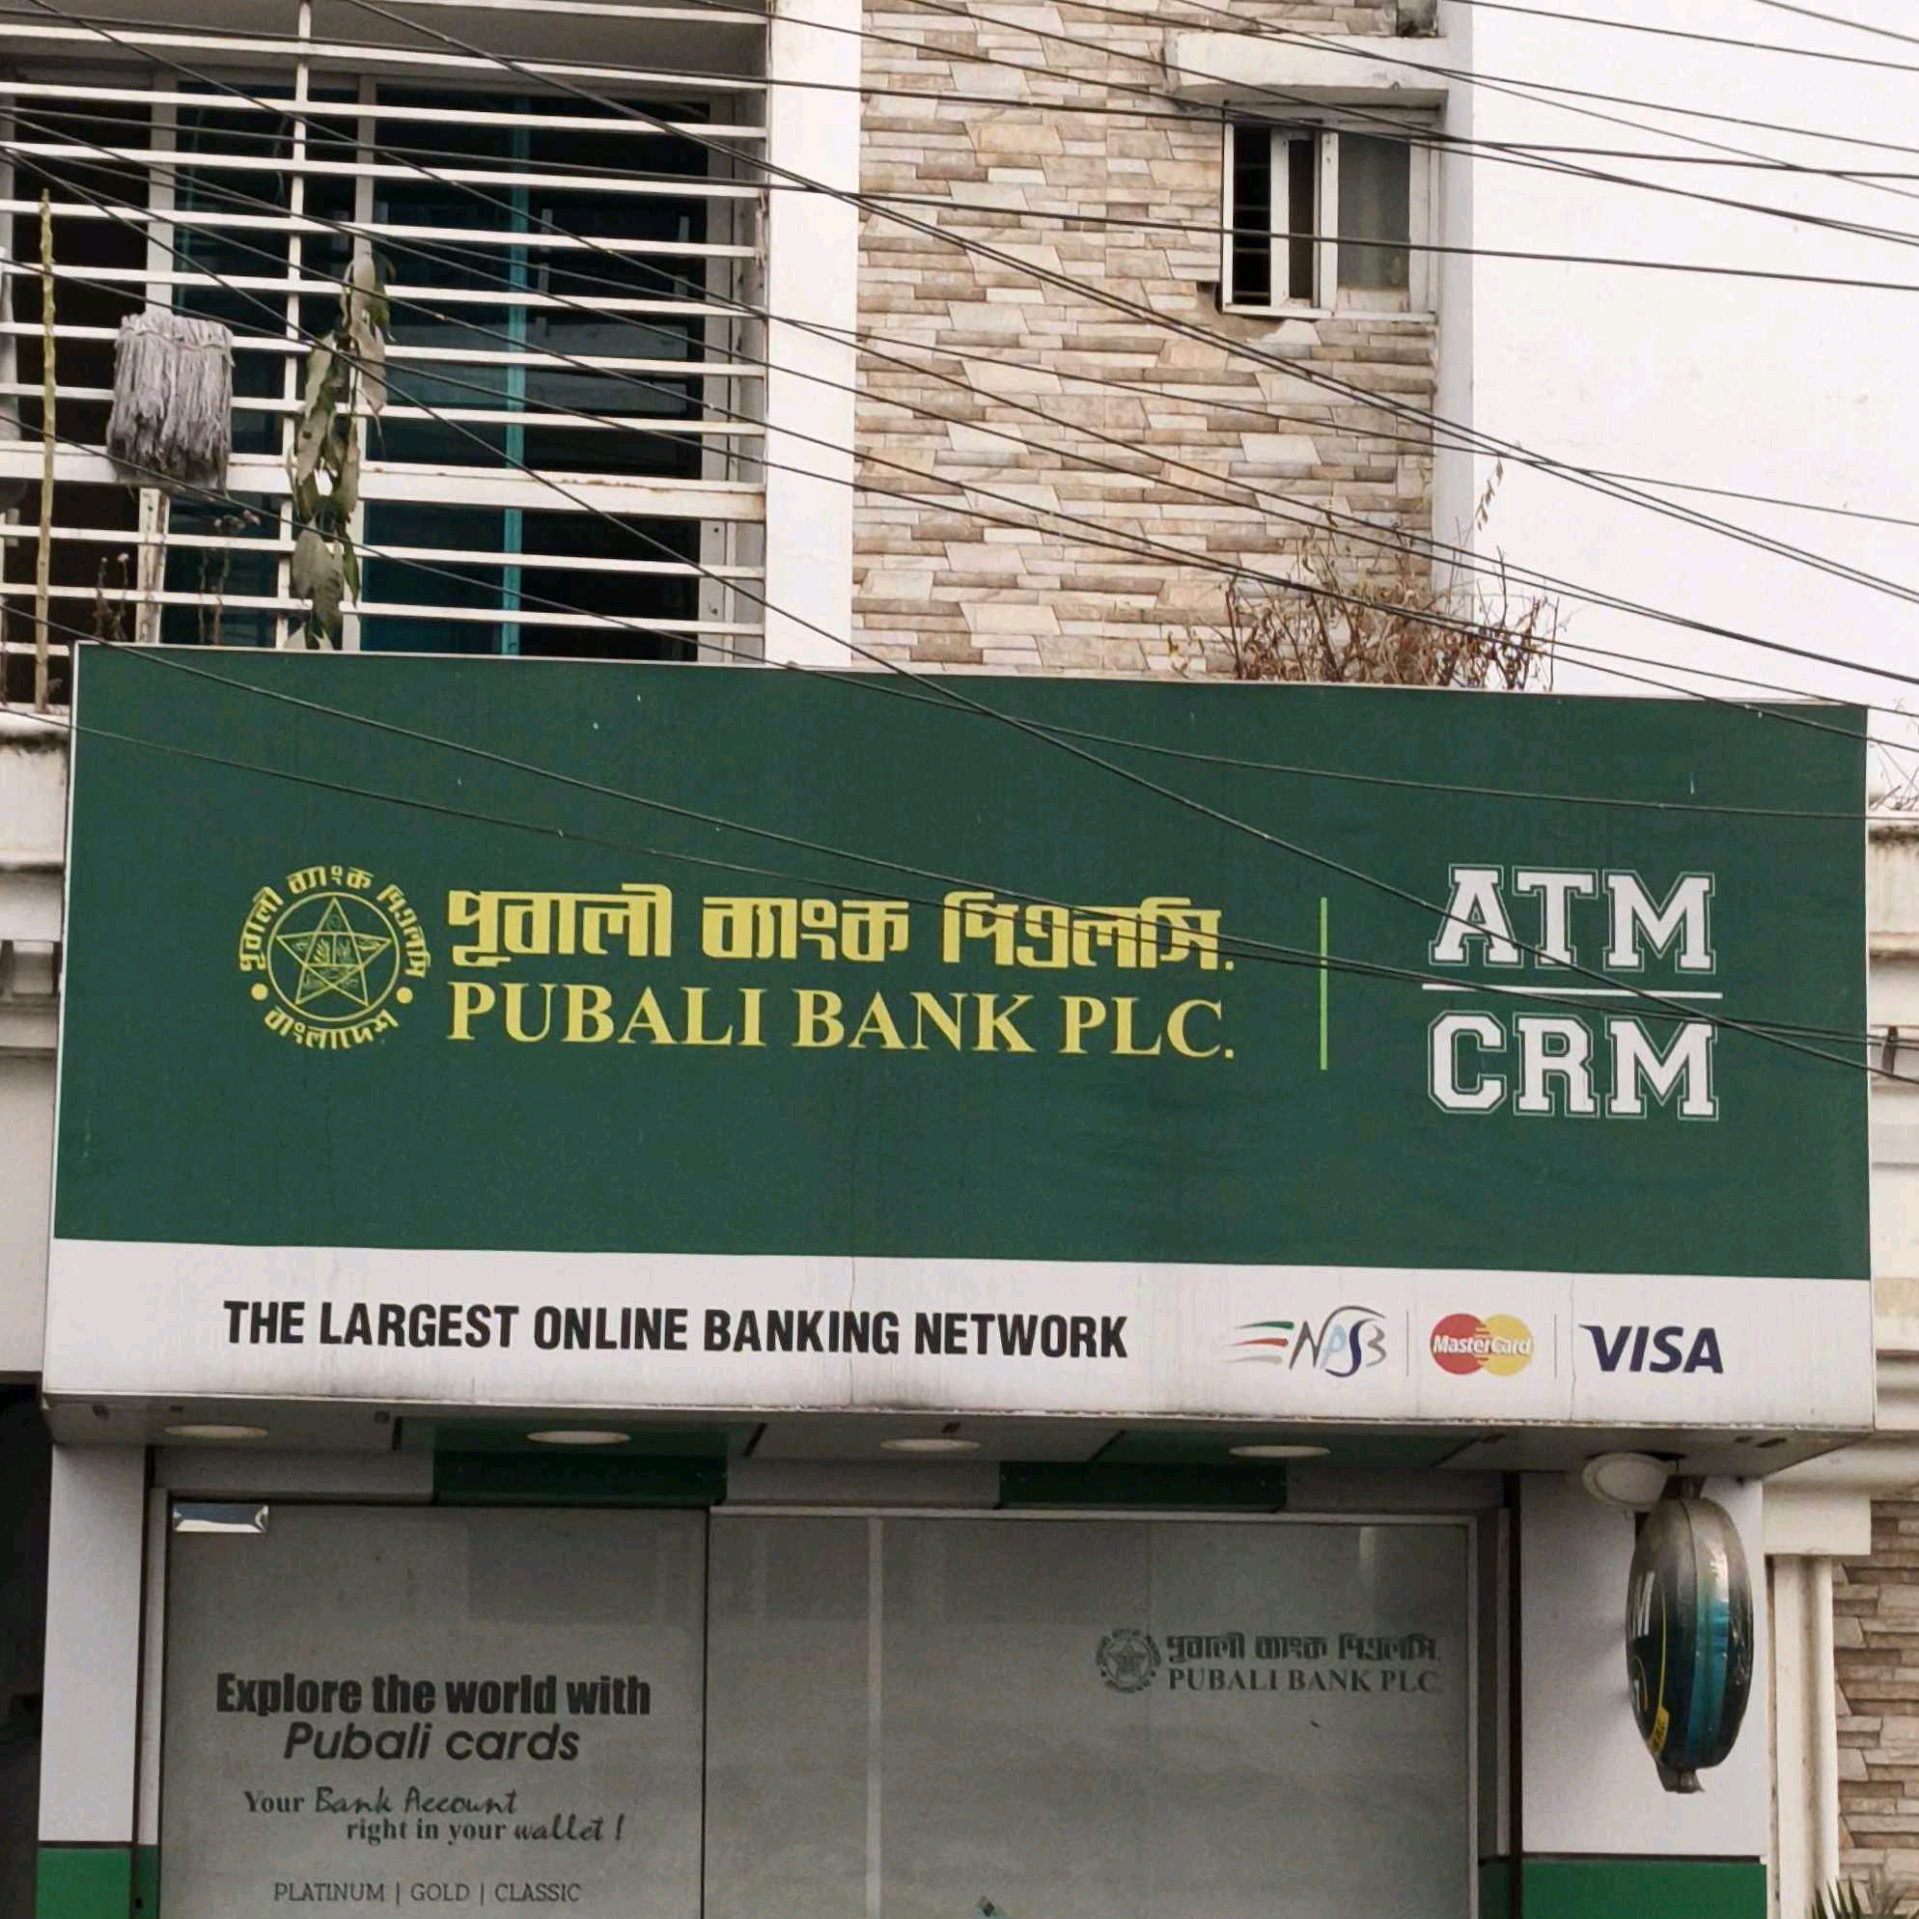 পূবালী ব্যাংক পিএলসি
বাংলাদেশ
পূবালী ব্যাংক পিএলসি.
PUBALI BANK PLC.
ATM
CRM
THE LARGEST ONLINE BANKING NETWORK
NPSB
MasterCard
VISA
পূবালী ব্যাংক পিএলসি.
PUBALI BANK PLC.
Explore the world with
Pubali cards
Your Bank Account
right in your wallet !
PLATINUM | GOLD | CLASSIC